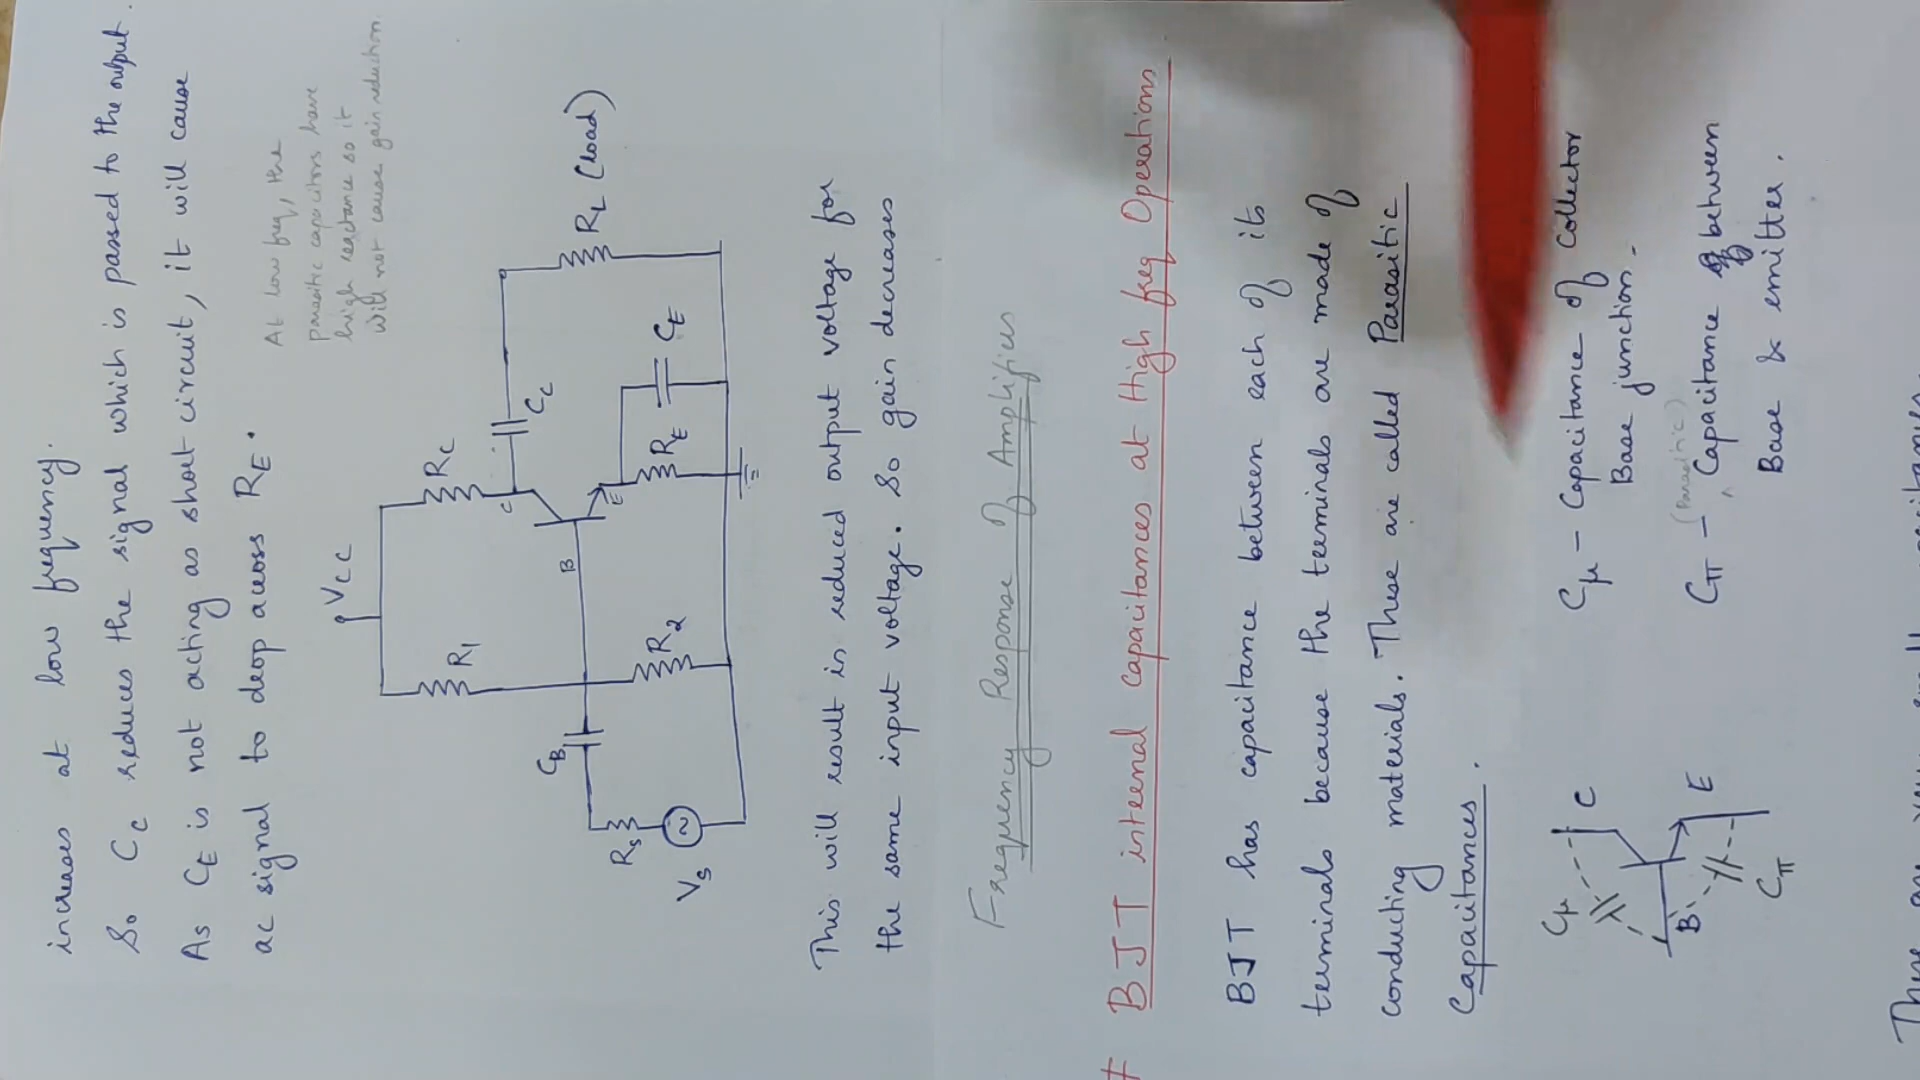 increases at low frequency.
So Cc reduces the signal which is passed to the output.
As CE is not acting as short circuit, it will cause
ac signal to drop across RE.
At low freq, the
parasitic capacitors have
high reactance so it
will not cause gain reduction
VCC
R1
RC
C
CC
B
E
CB
R2
RE
CE
RL (load)
Rs
Vs
This will result in reduced output voltage for
the same input voltage. So gain decreases
Frequency Response of Amplifiers
# BJT internal capacitances at High freq Operations
BJT has capacitance between each of its
terminals because the terminals are made of
conducting materials. These are called Parasitic
Capacitances.
Cμ
C
B
E
Cπ
Cμ - Capacitance of Collector
Base junction.
(Parasitic)
Cπ - Capacitance between
Base & emitter.